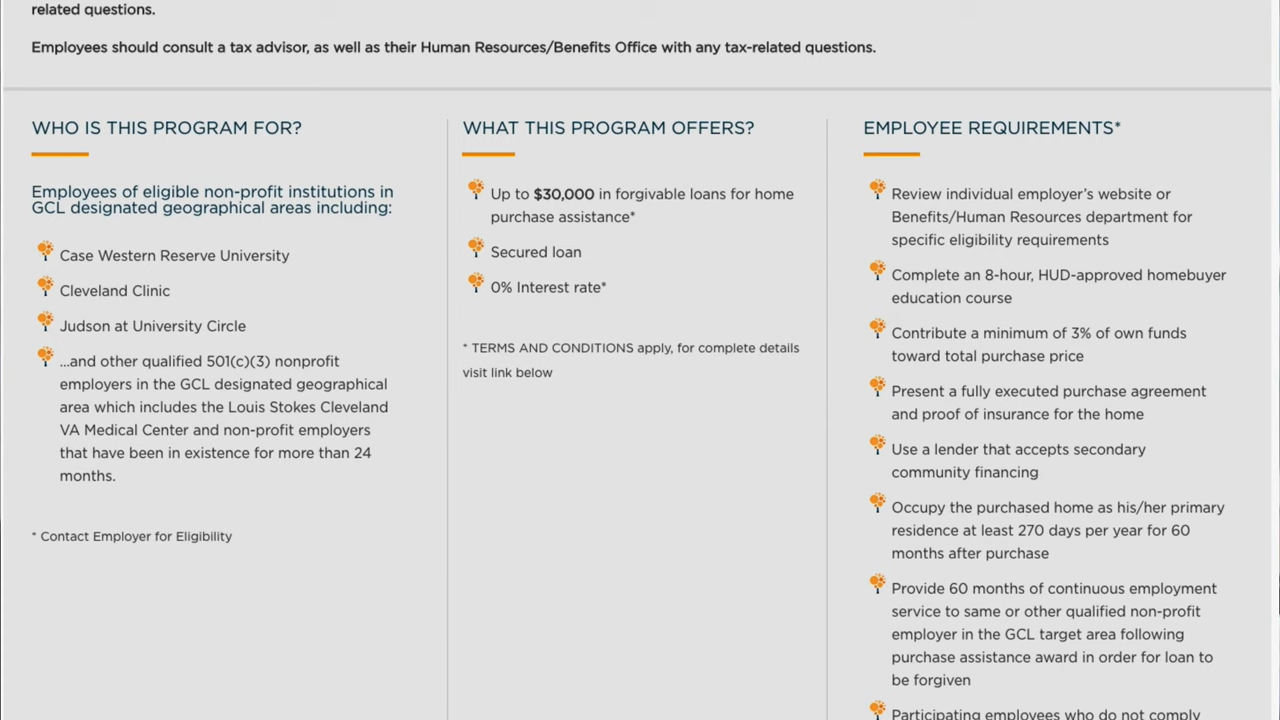 related questions.
Employees should consult a tax advisor, as well as their Human Resources/Benefits Office with any tax-related questions.
WHO IS THIS PROGRAM FOR?
Employees of eligible non-profit institutions in
GCL designated geographical areas including:
Case Western Reserve University
Cleveland Clinic
Judson at University Circle
...and other qualified 501(c)(3) nonprofit
employers in the GCL designated geographical
area which includes the Louis Stokes Cleveland
VA Medical Center and non-profit employers
that have been in existence for more than 24
months.
* Contact Employer for Eligibility
WHAT THIS PROGRAM OFFERS?
Up to $30,000 in forgivable loans for home
purchase assistance*
Secured loan
0% Interest rate*
* TERMS AND CONDITIONS apply, for complete details
visit link below
EMPLOYEE REQUIREMENTS*
Review individual employer's website or
Benefits/Human Resources department for
specific eligibility requirements
Complete an 8-hour, HUD-approved homebuyer
education course
Contribute a minimum of 3% of own funds
toward total purchase price
Present a fully executed purchase agreement
and proof of insurance for the home
Use a lender that accepts secondary
community financing
Occupy the purchased home as his/her primary
residence at least 270 days per year for 60
months after purchase
Provide 60 months of continuous employment
service to same or other qualified non-profit
employer in the GCL target area following
purchase assistance award in order for loan to
be forgiven
Participating employees who do not comply